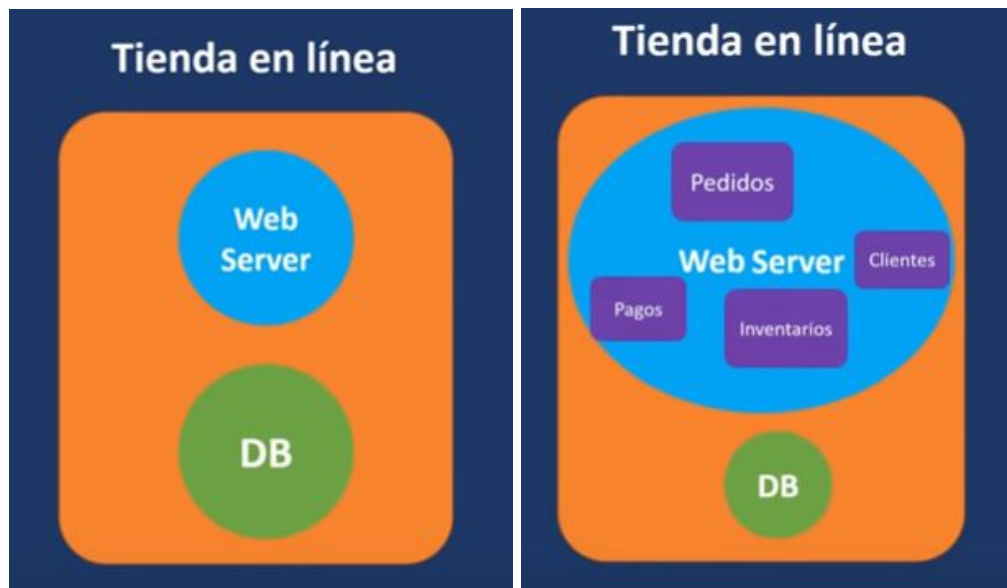 Tienda en línea
Web
Server
DB
Tienda en línea
Pedidos
Web Server
Clientes
Pagos
Inventarios
DB